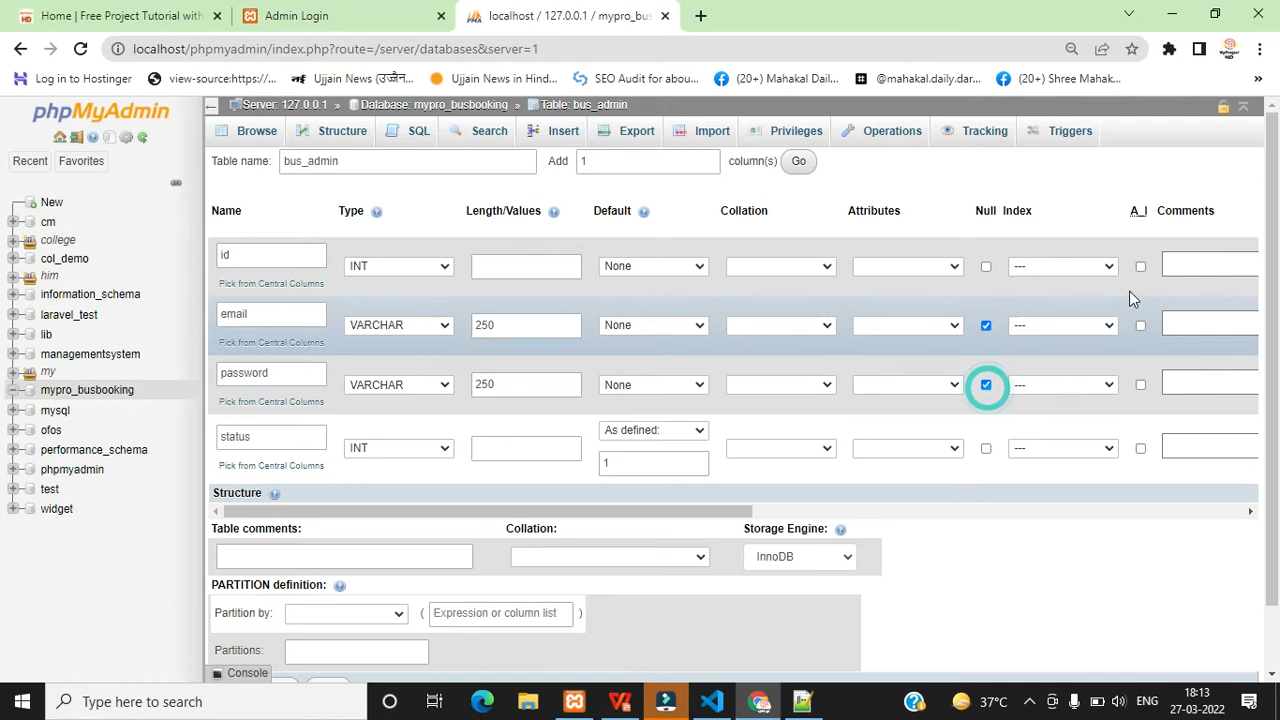 Home | Free Project Tutorial with
Admin Login
localhost / 127.0.0.1 / mypro_bus
localhost/phpmyadmin/index.php?route=/server/databases&server=1
Log in to Hostinger
view-source:https://...
Ujjain News (उज्जैन...
Ujjain News in Hind...
SEO Audit for abou...
(20+) Mahakal Dail...
@mahakal.daily.dar...
(20+) Shree Mahak...
»
phpMyAdmin
Recent
Favorites
New
cm
college
col_demo
him
information_schema
laravel_test
lib
managementsystem
my
mypro_busbooking
mysql
ofos
performance_schema
phpmyadmin
test
widget
Server: 127.0.0.1 » Database: mypro_busbooking » Table: bus_admin
Browse
Structure
SQL
Search
Insert
Export
Import
Privileges
Operations
Tracking
Triggers
Table name: bus_admin Add 1 column(s) Go
Name Type Length/Values Default Collation Attributes Null Index A_I Comments
id INT None ---
Pick from Central Columns
email VARCHAR 250 None ---
Pick from Central Columns
password VARCHAR 250 None ---
Pick from Central Columns
status INT As defined: ---
1
Pick from Central Columns
Structure
Table comments: Collation: Storage Engine:
InnoDB
PARTITION definition:
Partition by: ( Expression or column list )
Partitions:
Console
Type here to search
37°C
ENG
18:13
27-03-2022